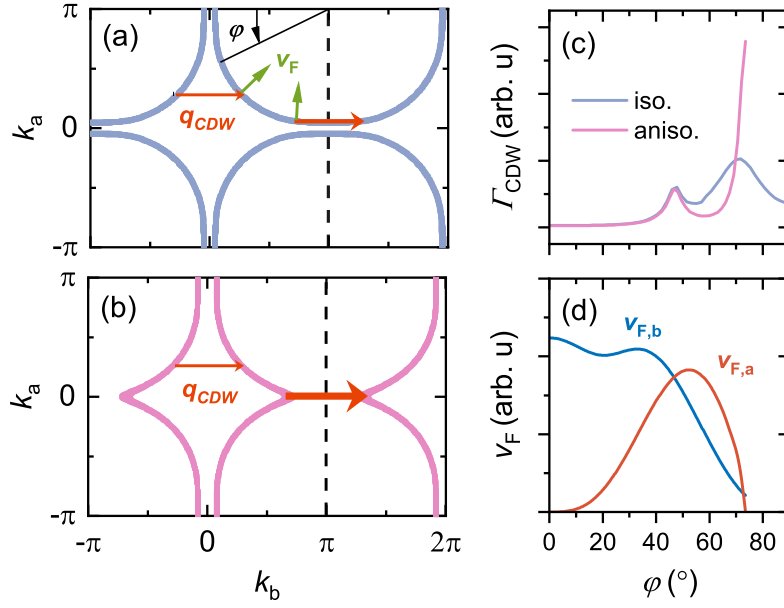 (a)
π
0
-π
k_a
φ
v_F
q_CDW
(b)
π
0
-π
k_a
q_CDW
-π 0 π 2π
k_b
(c)
Γ_CDW (arb. u)
iso.
aniso.
(d)
v_F (arb. u)
v_F,b
v_F,a
0 20 40 60 80
φ (°)